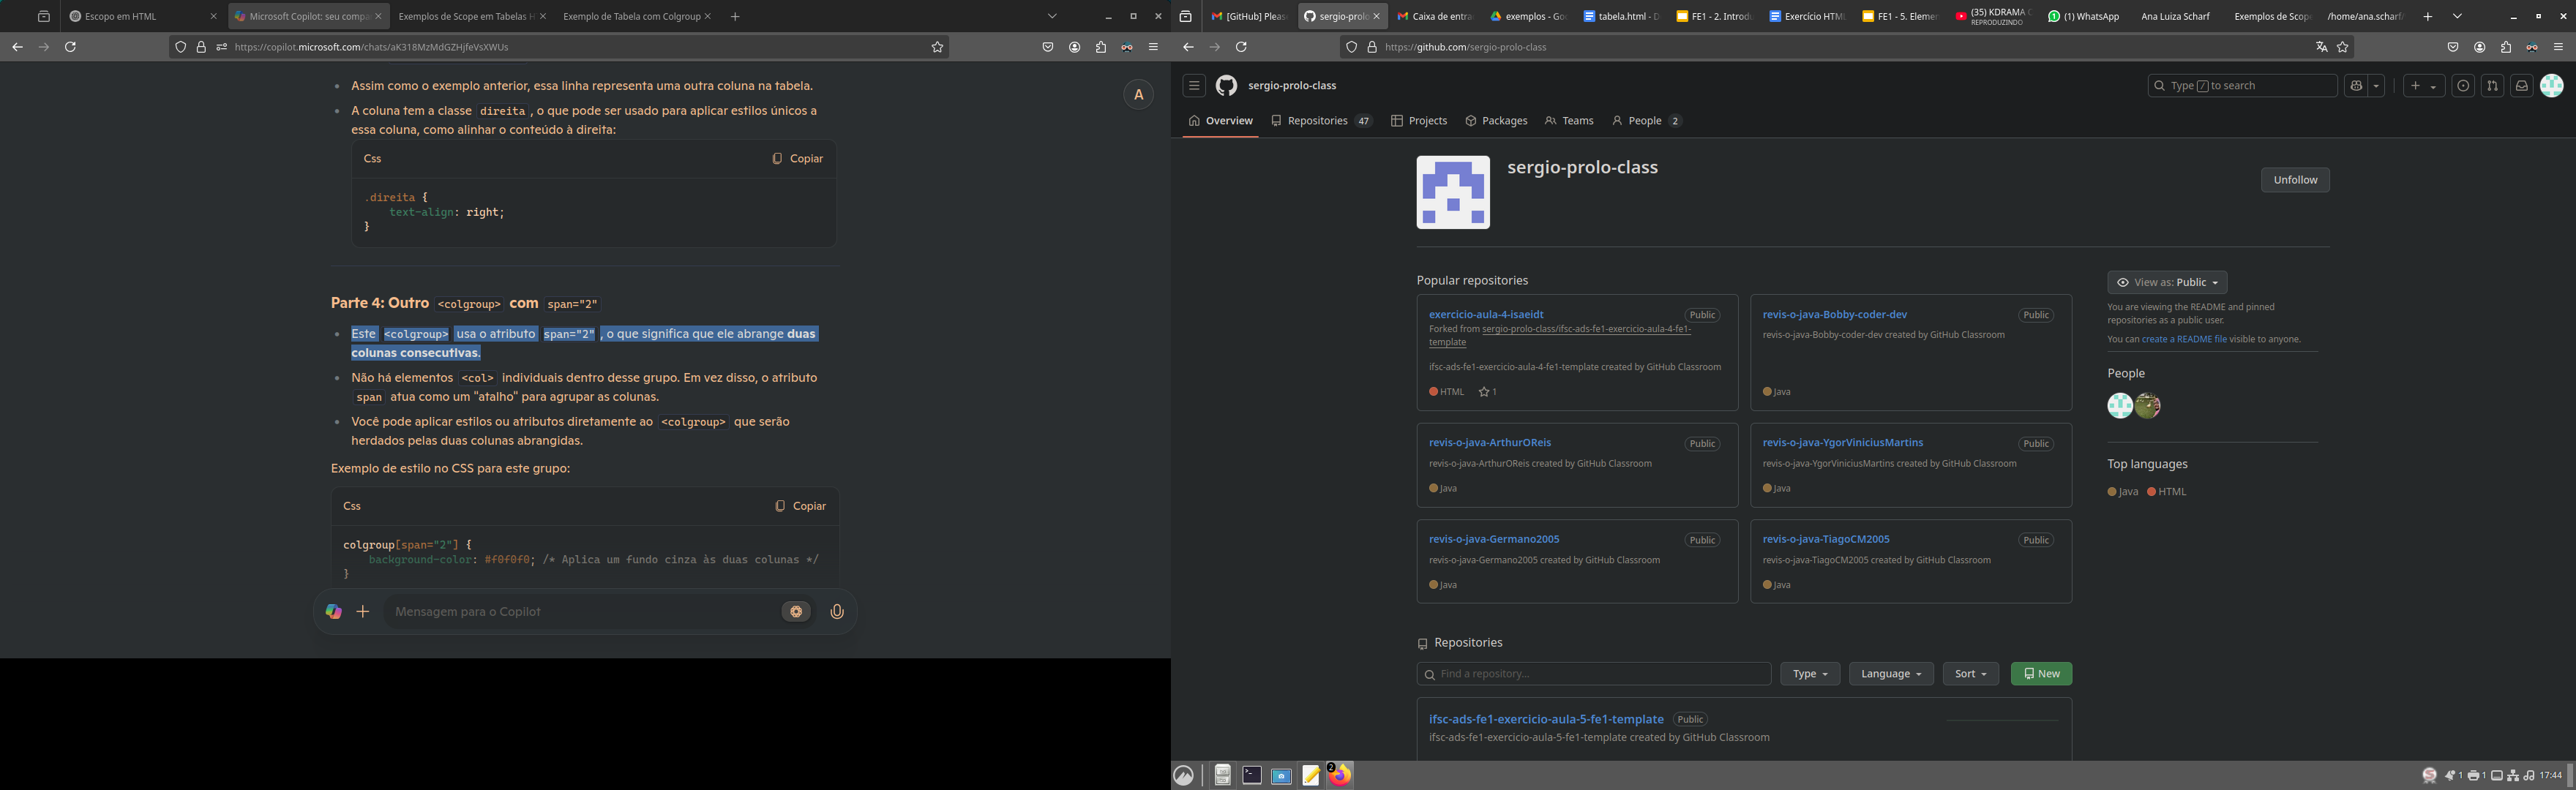 Escopo em HTML
Microsoft Copilot: seu compa
Exemplos de Scope em Tabelas H
Exemplo de Tabela com Colgroup
https://copilot.microsoft.com/chats/aK318MzMdGZHjfeVsXWUs
Assim como o exemplo anterior, essa linha representa uma outra coluna na tabela.
A coluna tem a classe direita , o que pode ser usado para aplicar estilos únicos a
essa coluna, como alinhar o conteúdo à direita:
Css
Copiar
.direita {
text-align: right;
}
Parte 4: Outro <colgroup> com span="2"
Este <colgroup> usa o atributo span="2" , o que significa que ele abrange duas
colunas consecutivas.
Não há elementos <col> individuais dentro desse grupo. Em vez disso, o atributo
span atua como um "atalho" para agrupar as colunas.
Você pode aplicar estilos ou atributos diretamente ao <colgroup> que serão
herdados pelas duas colunas abrangidas.
Exemplo de estilo no CSS para este grupo:
Css
Copiar
colgroup[span="2"] {
background-color: #f0f0f0; /* Aplica um fundo cinza às duas colunas */
}
Mensagem para o Copilot
A
[GitHub] Pleas
sergio-prolo
Caixa de entra
exemplos - Go
tabela.html - D
FE1 - 2. Introdu
Exercício HTML
FE1 - 5. Elemen
(35) KDRAMA
REPRODUZINDO
(1) WhatsApp
Ana Luiza Scharf
Exemplos de Scope
/home/ana.scharf/
https://github.com/sergio-prolo-class
sergio-prolo-class
Type / to search
Overview
Repositories 47
Projects
Packages
Teams
People 2
sergio-prolo-class
Unfollow
Popular repositories
exercicio-aula-4-isaeidt
Public
Forked from sergio-prolo-class/ifsc-ads-fe1-exercicio-aula-4-fe1-
template
ifsc-ads-fe1-exercicio-aula-4-fe1-template created by GitHub Classroom
HTML
1
revis-o-java-Bobby-coder-dev
Public
revis-o-java-Bobby-coder-dev created by GitHub Classroom
Java
revis-o-java-ArthurOReis
Public
revis-o-java-ArthurOReis created by GitHub Classroom
Java
revis-o-java-YgorViniciusMartins
Public
revis-o-java-YgorViniciusMartins created by GitHub Classroom
Java
revis-o-java-Germano2005
Public
revis-o-java-Germano2005 created by GitHub Classroom
Java
revis-o-java-TiagoCM2005
Public
revis-o-java-TiagoCM2005 created by GitHub Classroom
Java
View as: Public
You are viewing the README and pinned
repositories as a public user.
You can create a README file visible to anyone.
People
Top languages
Java
HTML
Repositories
Find a repository...
Type
Language
Sort
New
ifsc-ads-fe1-exercicio-aula-5-fe1-template
Public
ifsc-ads-fe1-exercicio-aula-5-fe1-template created by GitHub Classroom
2
1
1
17:44